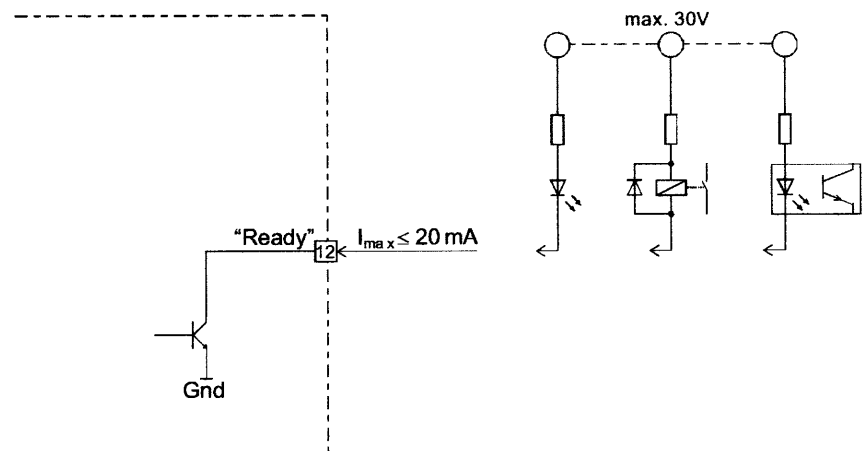 max. 30V
“Ready”
12
Imax ≤ 20 mA
Gnd